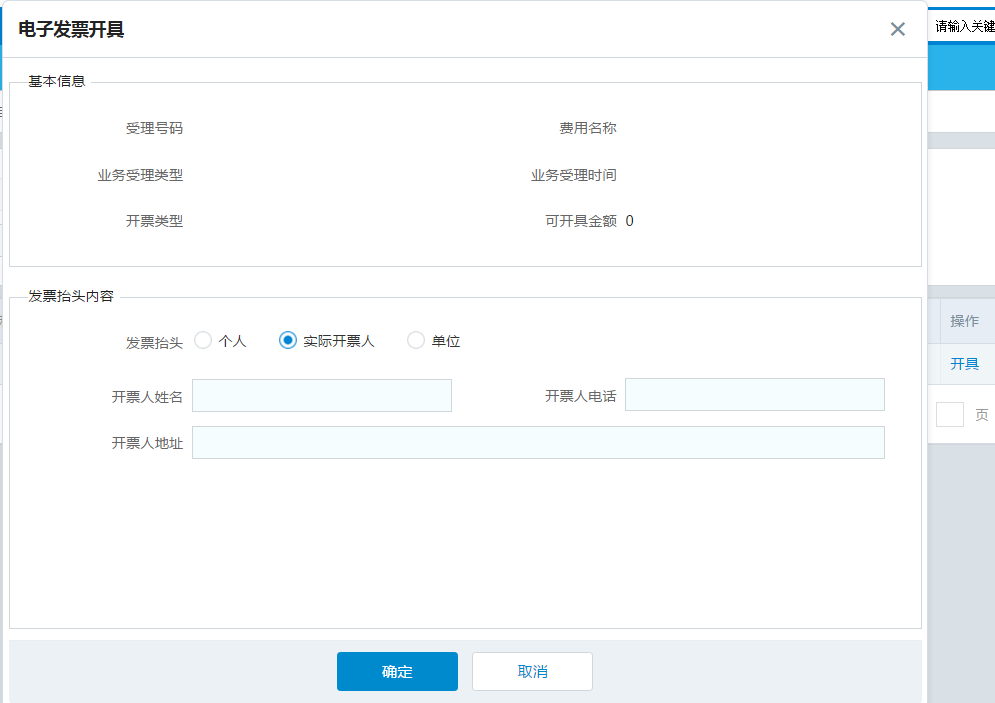 电子发票开具
请输入关键
基本信息
受理号码 费用名称
业务受理类型 业务受理时间
开票类型 可开具金额 0
发票抬头内容
操作
发票抬头 个人 实际开票人 单位
开具
开票人姓名 开票人电话
页
开票人地址
确定 取消